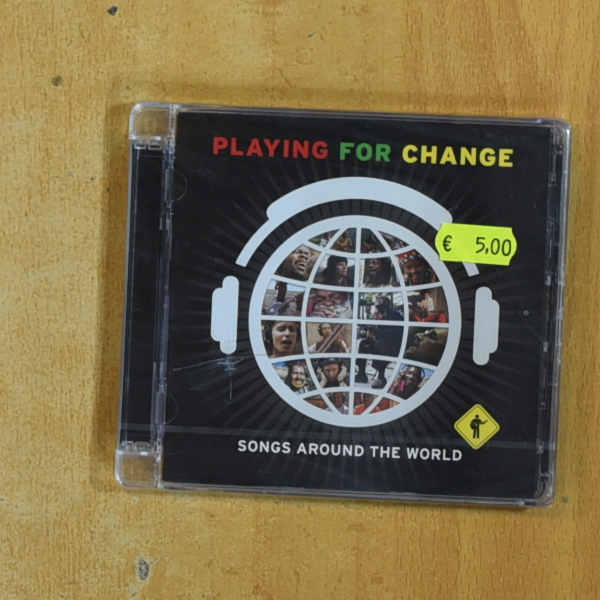 PLAYING FOR CHANGE
€ 5,00
SONGS AROUND THE WORLD